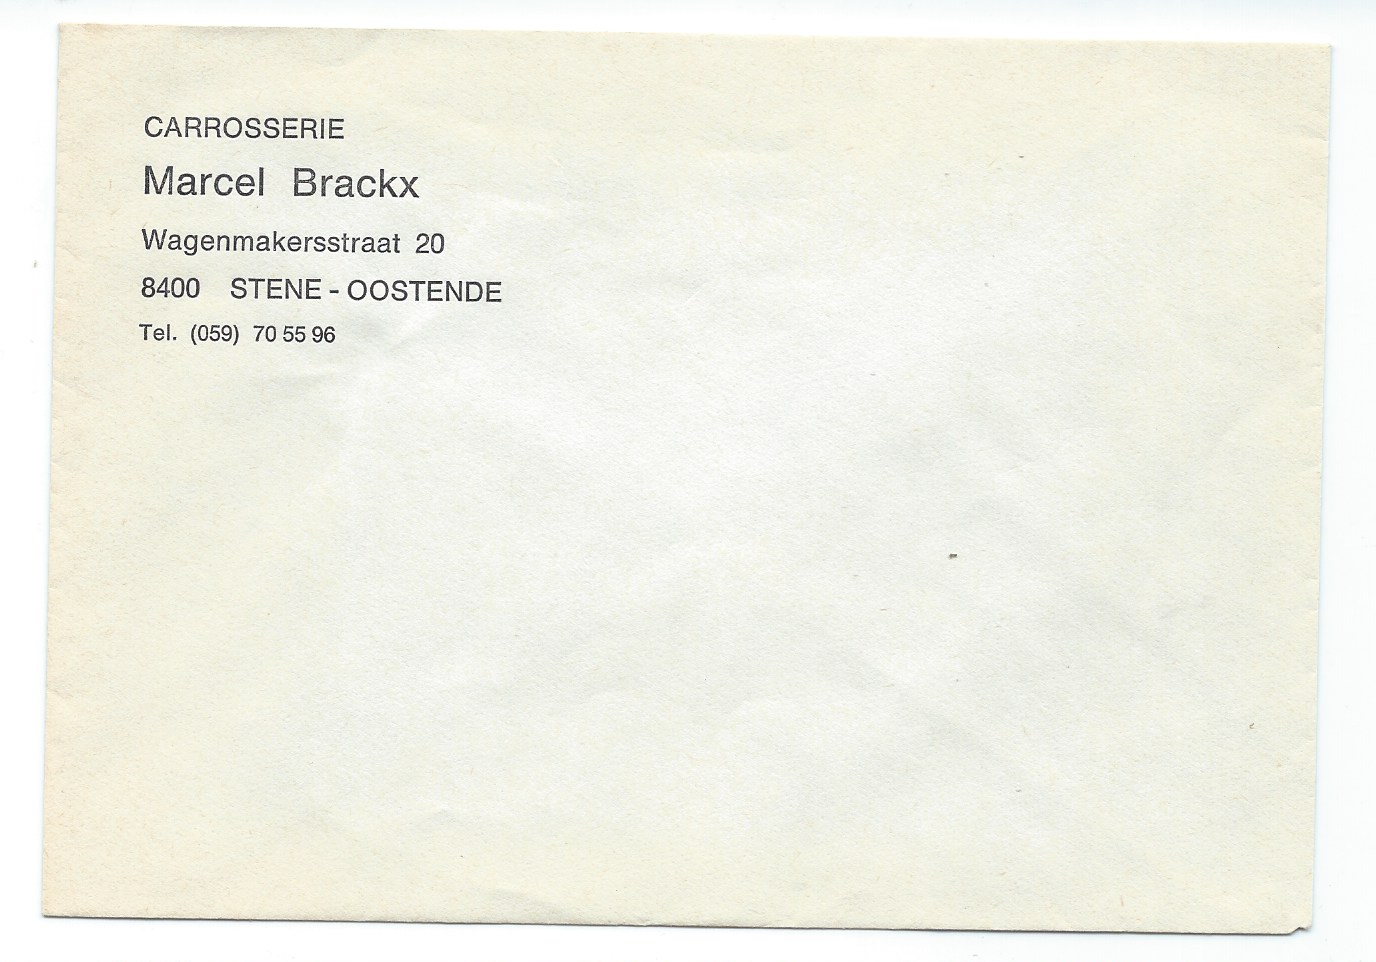 CARROSSERIE
Marcel Brackx
Wagenmakersstraat 20
8400 STENE - OOSTENDE
Tel. (059) 70 55 96